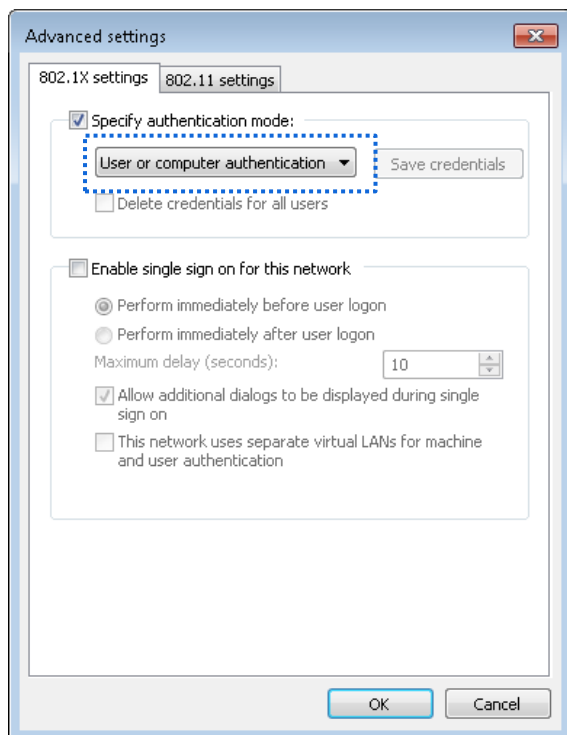 Advanced settings
802.1X settings
802.11 settings
Specify authentication mode:
User or computer authentication
Save credentials
Delete credentials for all users
Enable single sign on for this network
Perform immediately before user logon
Perform immediately after user logon
Maximum delay (seconds):
10
Allow additional dialogs to be displayed during single
sign on
This network uses separate virtual LANs for machine
and user authentication
OK
Cancel